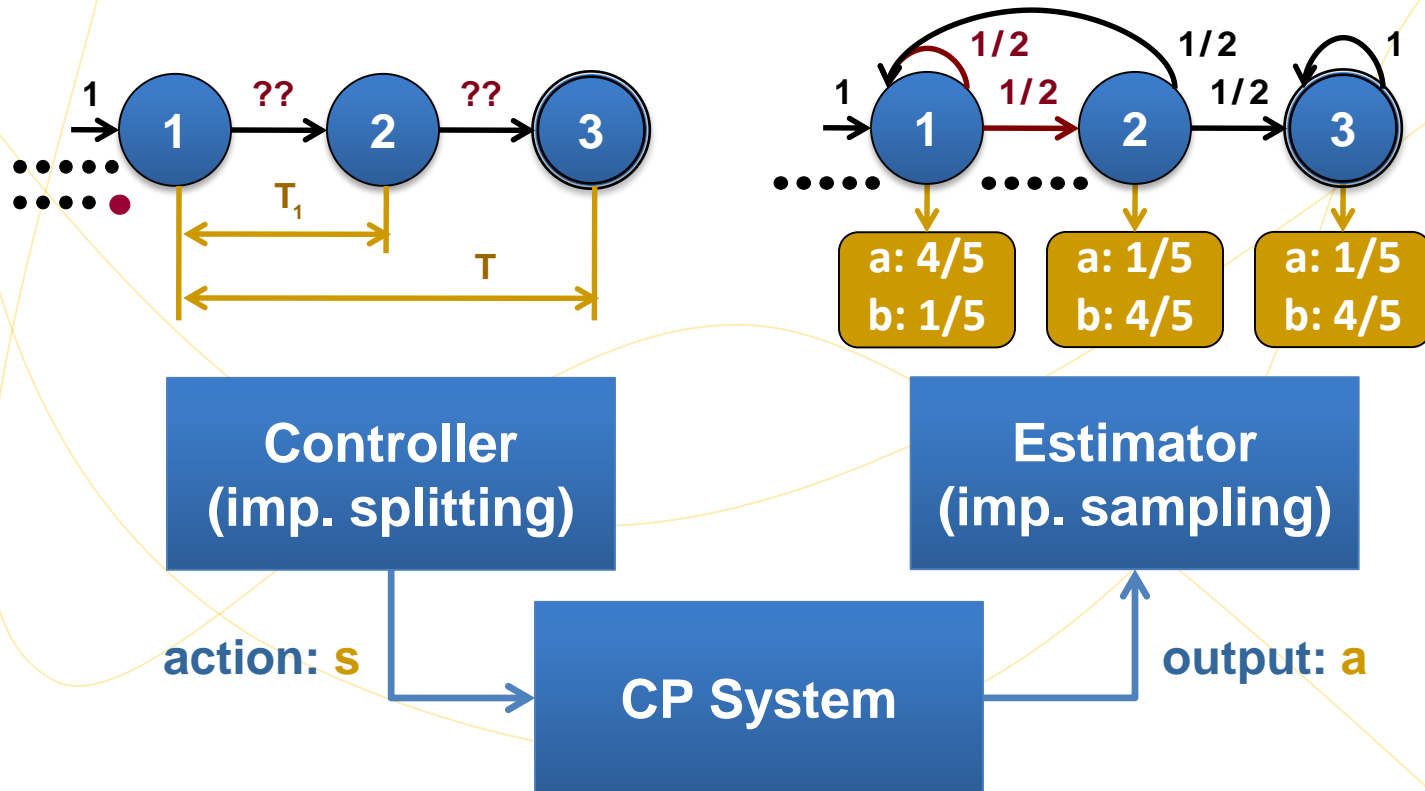 1
??
??
1
2
3
T1
T
1/2
1/2
1
1
1/2
1/2
1
2
3
a: 4/5
b: 1/5
a: 1/5
b: 4/5
a: 1/5
b: 4/5
Controller
(imp. splitting)
Estimator
(imp. sampling)
action: s
output: a
CP System